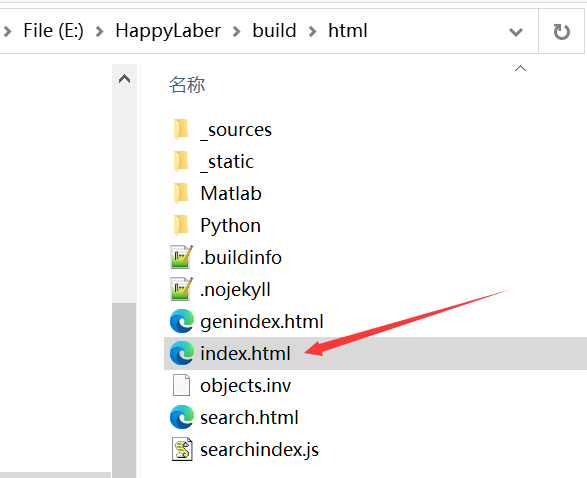 File (E:) > HappyLaber > build > html
名称
_sources
_static
Matlab
Python
.buildinfo
.nojekyll
genindex.html
index.html
objects.inv
search.html
searchindex.js